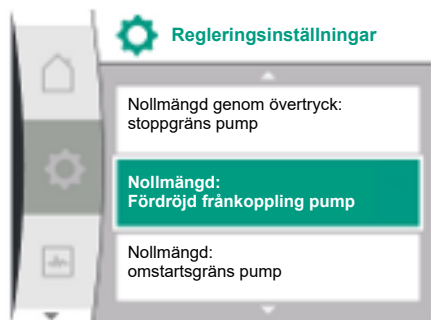 Regleringsinställningar
Nollmängd genom övertryck:
stoppgräns pump
Nollmängd:
Fördröjd frånkoppling pump
Nollmängd:
omstartsgräns pump